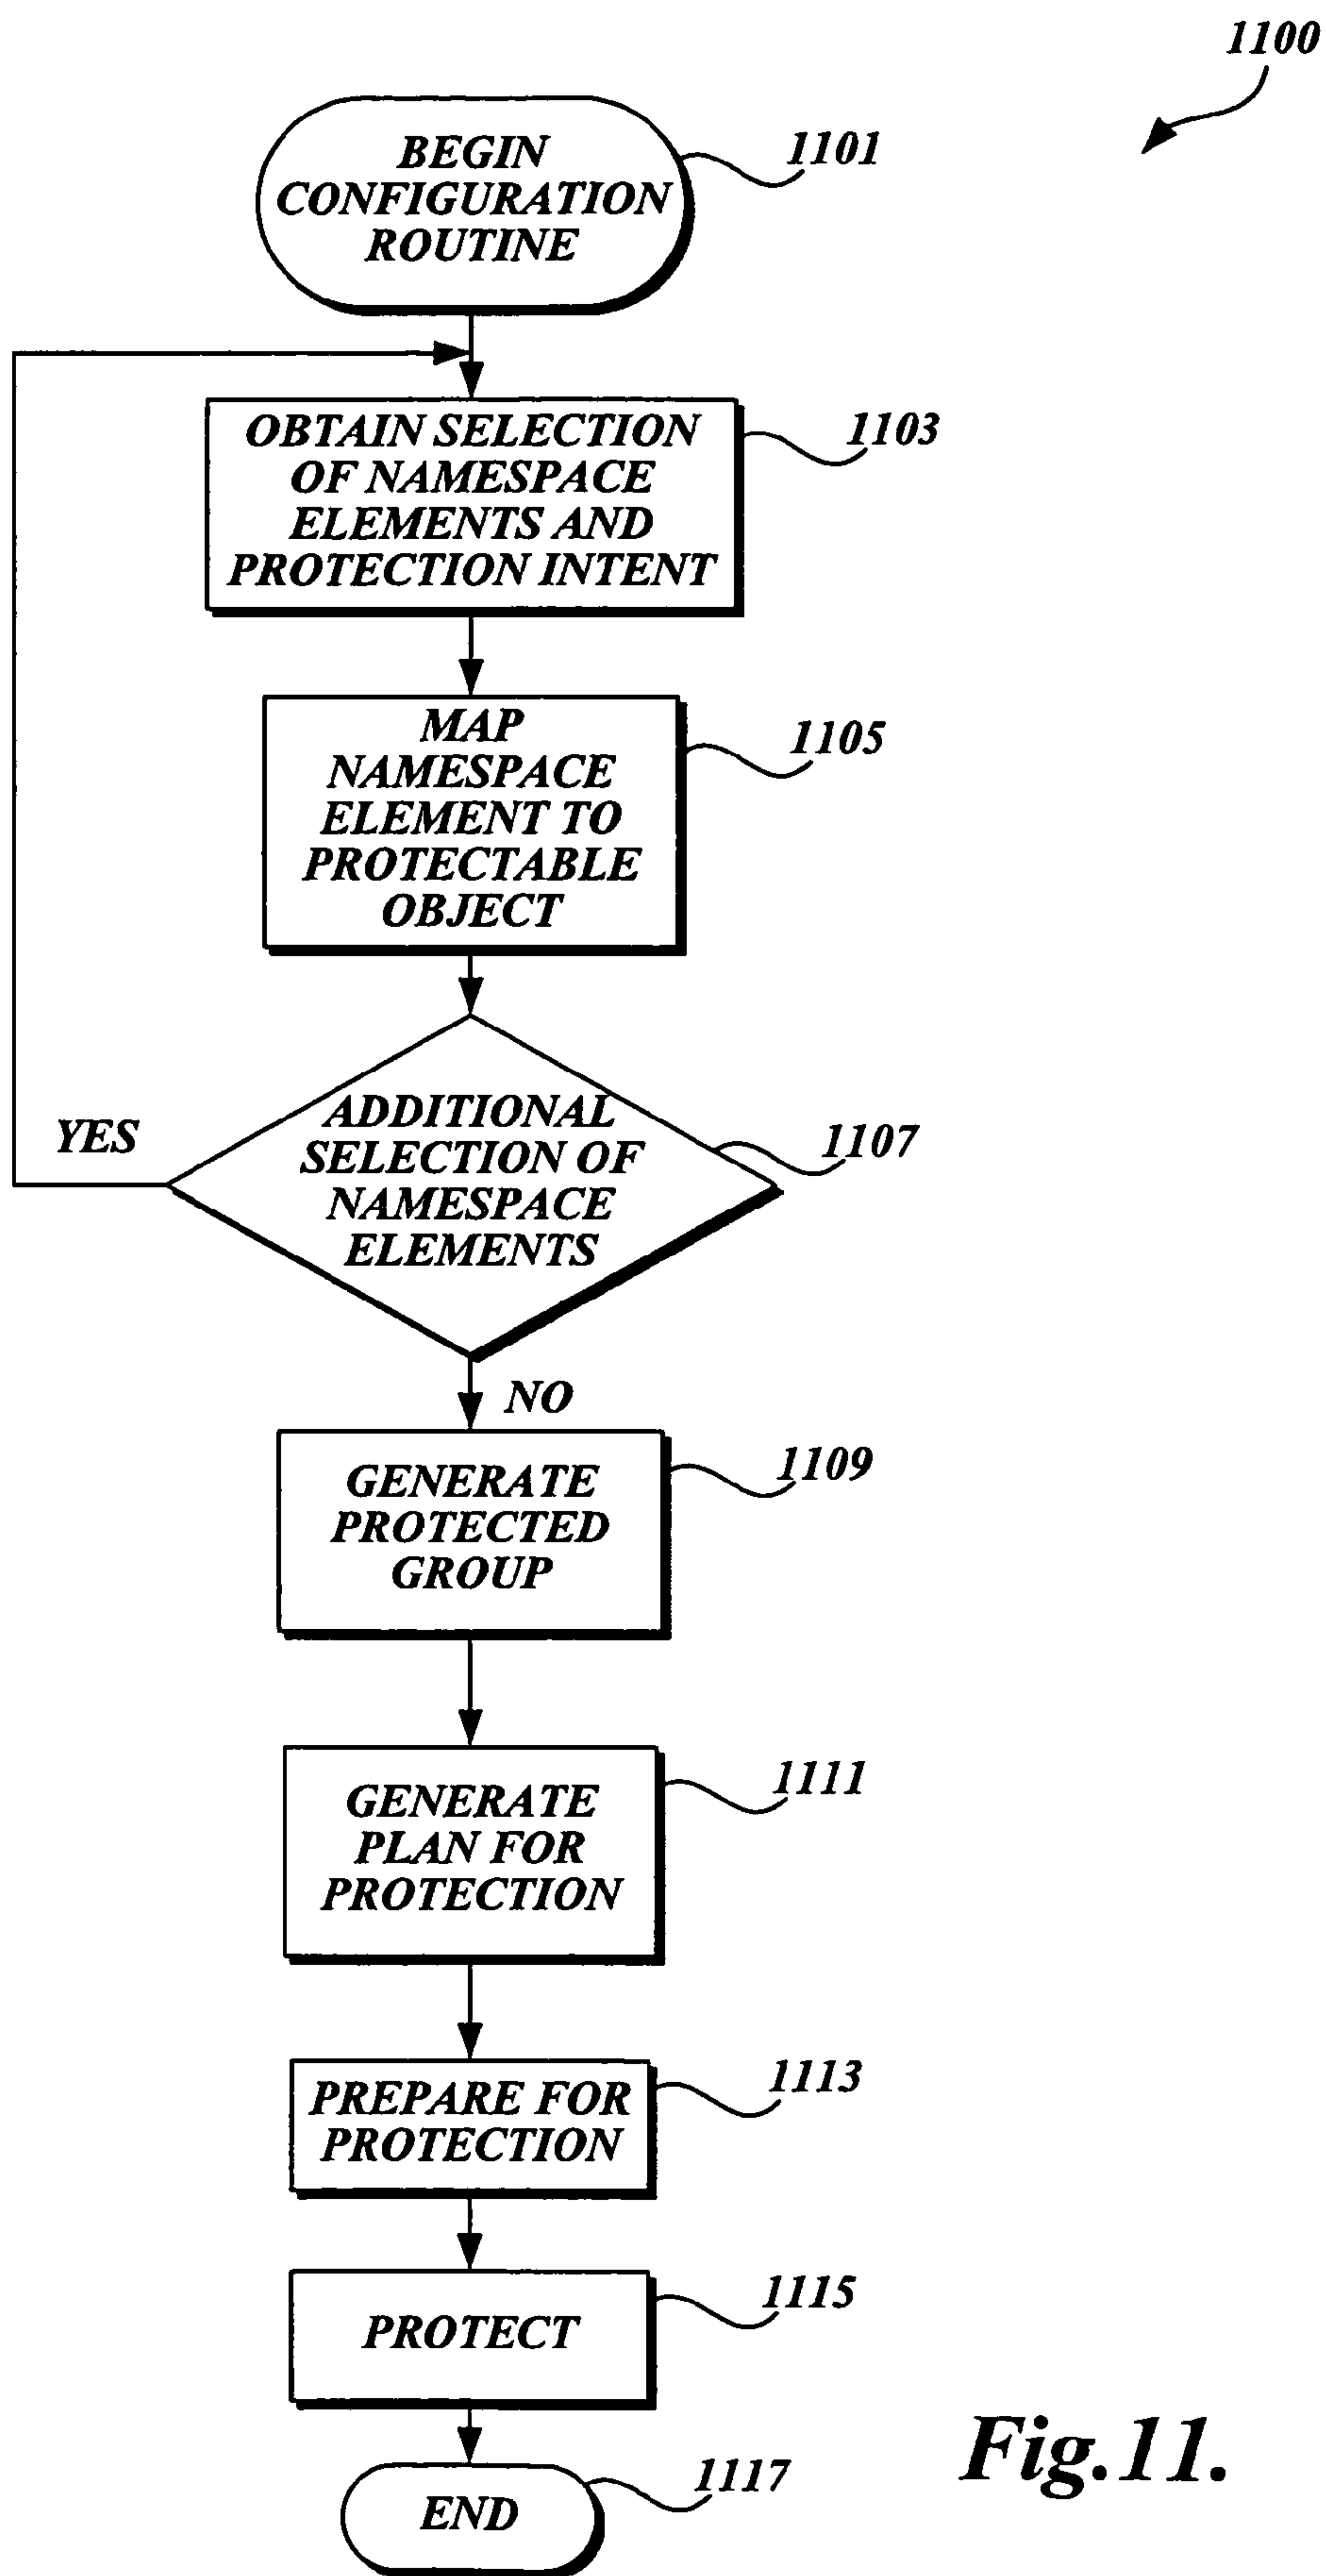 1100
BEGIN
CONFIGURATION
ROUTINE
1101
OBTAIN SELECTION
OF NAMESPACE
ELEMENTS AND
PROTECTION INTENT
1103
MAP
NAMESPACE
ELEMENT TO
PROTECTABLE
OBJECT
1105
ADDITIONAL
SELECTION OF
NAMESPACE
ELEMENTS
1107
YES
NO
GENERATE
PROTECTED
GROUP
1109
GENERATE
PLAN FOR
PROTECTION
1111
PREPARE FOR
PROTECTION
1113
PROTECT
1115
END
1117
Fig.11.